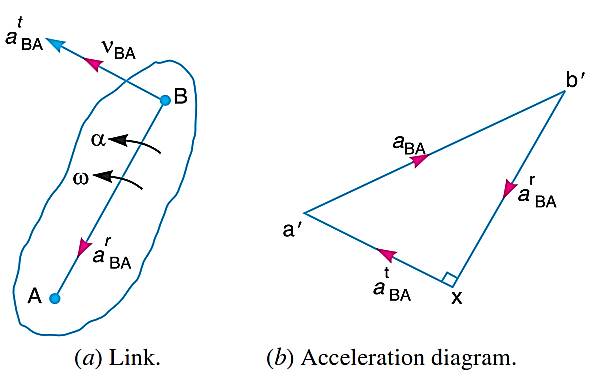 a^t_BA
v_BA
B
α
ω
a^r_BA
A
b′
a_BA
a^r_BA
a′
a^t_BA
x
(a) Link.
(b) Acceleration diagram.